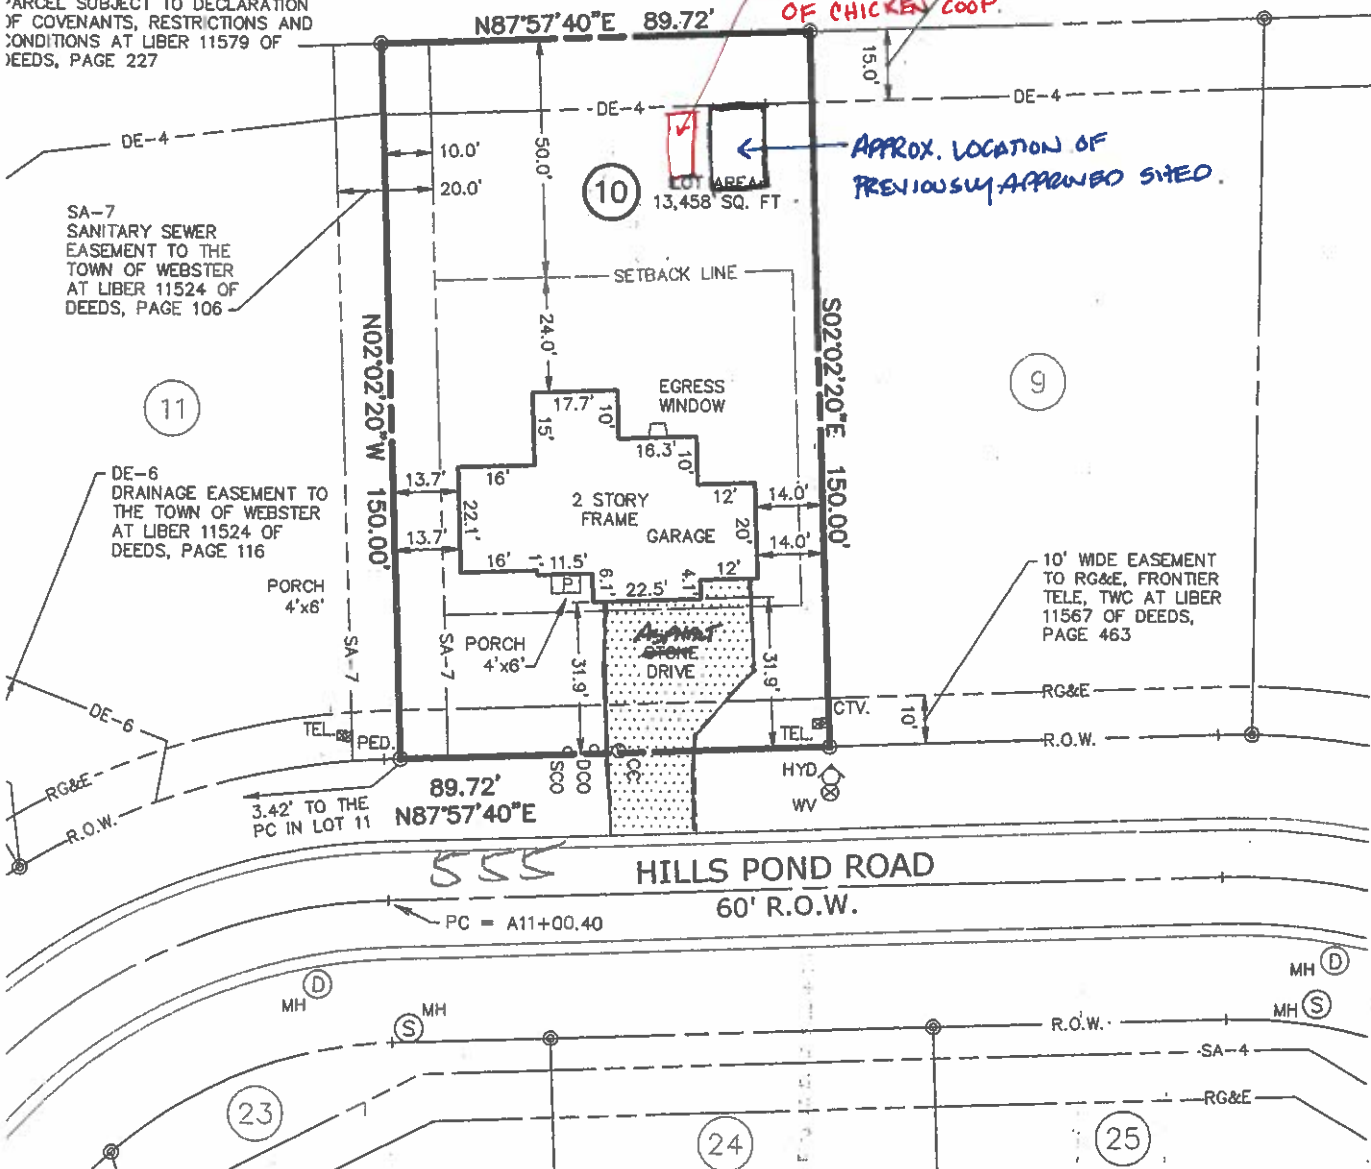 PARCEL SUBJECT TO DECLARATION
OF COVENANTS, RESTRICTIONS AND
CONDITIONS AT LIBER 11579 OF
DEEDS, PAGE 227
N87°57'40"E 89.72'
OF CHICKEN COOP.
15.0'
DE-4
DE-4
DE-4
10.0'
20.0'
50.0'
10
LOT AREA=
13,458 SQ. FT
APPROX. LOCATION OF
PREVIOUSLY APPROVED SHED.
SA-7
SANITARY SEWER
EASEMENT TO THE
TOWN OF WEBSTER
AT LIBER 11524 OF
DEEDS, PAGE 106
SETBACK LINE
24.0'
N02°02'20"W 150.00'
S02°02'20"E 150.00'
11
9
EGRESS
WINDOW
17.7'
10'
15'
16.3'
10'
16'
12'
13.7'
14.0'
22.1'
2 STORY
FRAME
GARAGE
20'
13.7'
14.0'
16'
1'
11.5'
P
6.1'
22.5'
4.1'
12'
DE-6
DRAINAGE EASEMENT TO
THE TOWN OF WEBSTER
AT LIBER 11524 OF
DEEDS, PAGE 116
PORCH
4'x6'
PORCH
4'x6'
SA-7
SA-7
31.9'
ASPHALT
STONE
DRIVE
31.9'
10' WIDE EASEMENT
TO RG&E, FRONTIER
TELE, TWC AT LIBER
11567 OF DEEDS,
PAGE 463
RG&E
10'
R.O.W.
CTV.
TEL.
TEL.
PED.
DE-6
RG&E
R.O.W.
SCO
DCO
CC
HYD
WV
3.42' TO THE
PC IN LOT 11
89.72'
N87°57'40"E
555
HILLS POND ROAD
60' R.O.W.
PC = A11+00.40
MH D
MH
S
MH D
MH S
R.O.W.
SA-4
RG&E
23
24
25